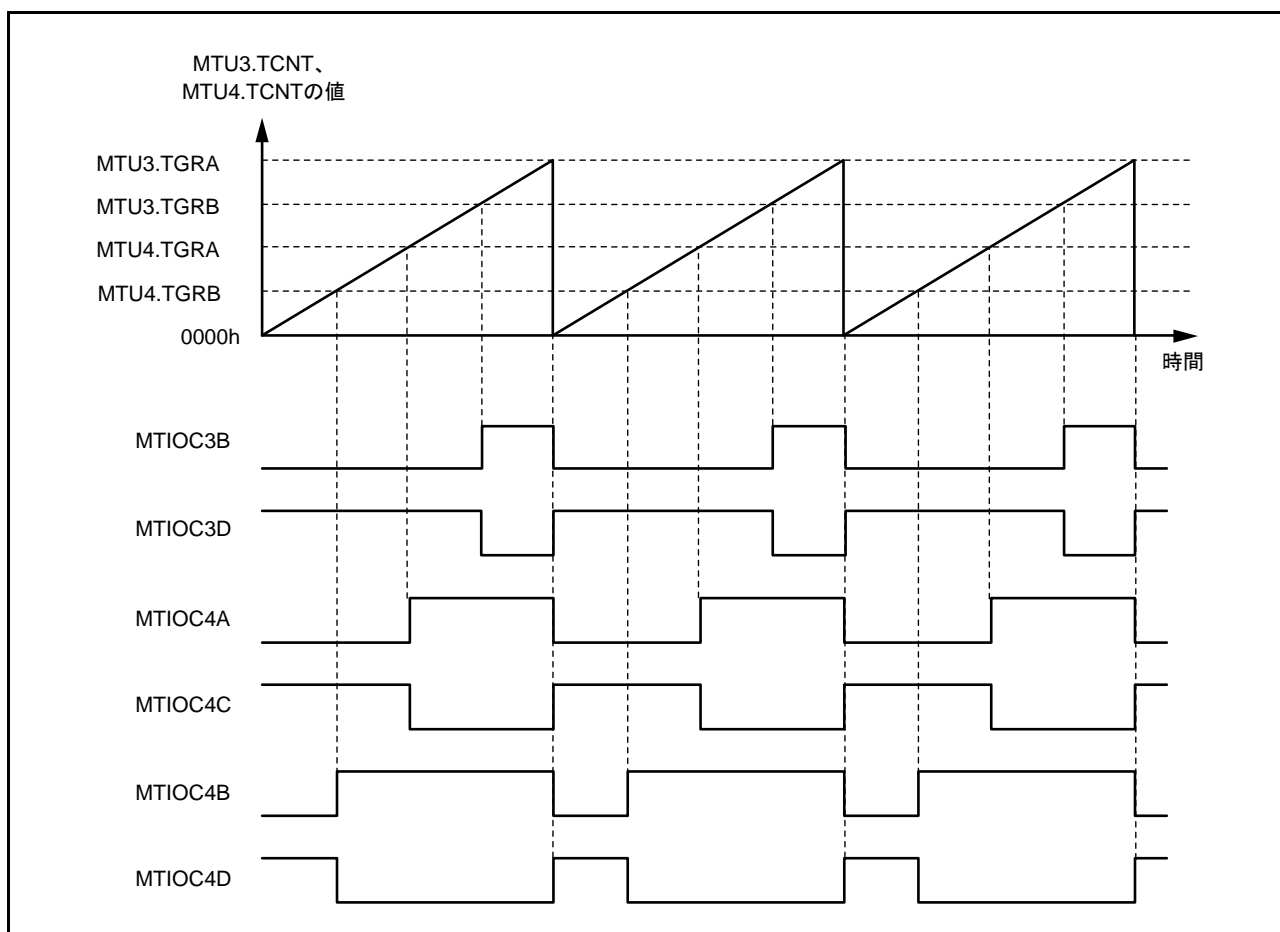 MTU3.TCNT、
MTU4.TCNTの値
MTU3.TGRA
MTU3.TGRB
MTU4.TGRA
MTU4.TGRB
0000h
時間
MTIOC3B
MTIOC3D
MTIOC4A
MTIOC4C
MTIOC4B
MTIOC4D